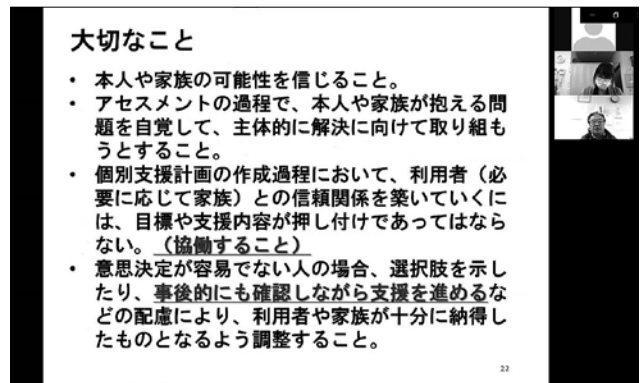 大切なこと
• 本人や家族の可能性を信じること。
• アセスメントの過程で、本人や家族が抱える問
題を自覚して、主体的に解決に向けて取り組も
うとすること。
• 個別支援計画の作成過程において、利用者（必
要に応じて家族）との信頼関係を築いていくに
は、目標や支援内容が押し付けであってはなら
ない。（協働すること）
• 意思決定が容易でない人の場合、選択肢を示し
たり、事後的にも確認しながら支援を進めるな
どの配慮により、利用者や家族が十分に納得し
たものとなるよう調整すること。
22